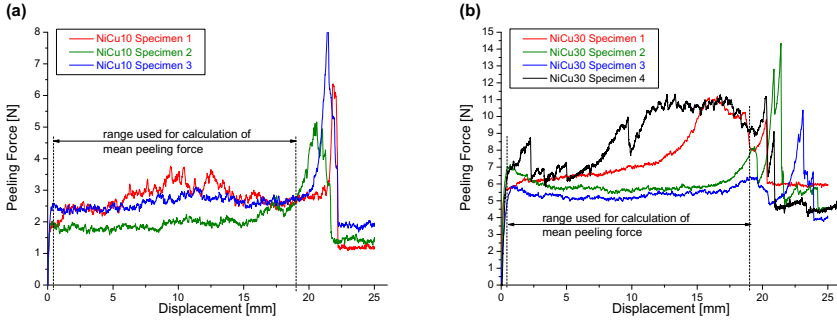 (a)
8
7
6
5
4
3
2
1
0
Peeling Force [N]
NiCu10 Specimen 1
NiCu10 Specimen 2
NiCu10 Specimen 3
range used for calculation of
mean peeling force
0 5 10 15 20 25
Displacement [mm]
(b)
15
14
13
12
11
10
9
8
7
6
5
4
3
2
1
0
Peeling Force [N]
NiCu30 Specimen 1
NiCu30 Specimen 2
NiCu30 Specimen 3
NiCu30 Specimen 4
range used for calculation of
mean peeling force
0 5 10 15 20 25
Displacement [mm]